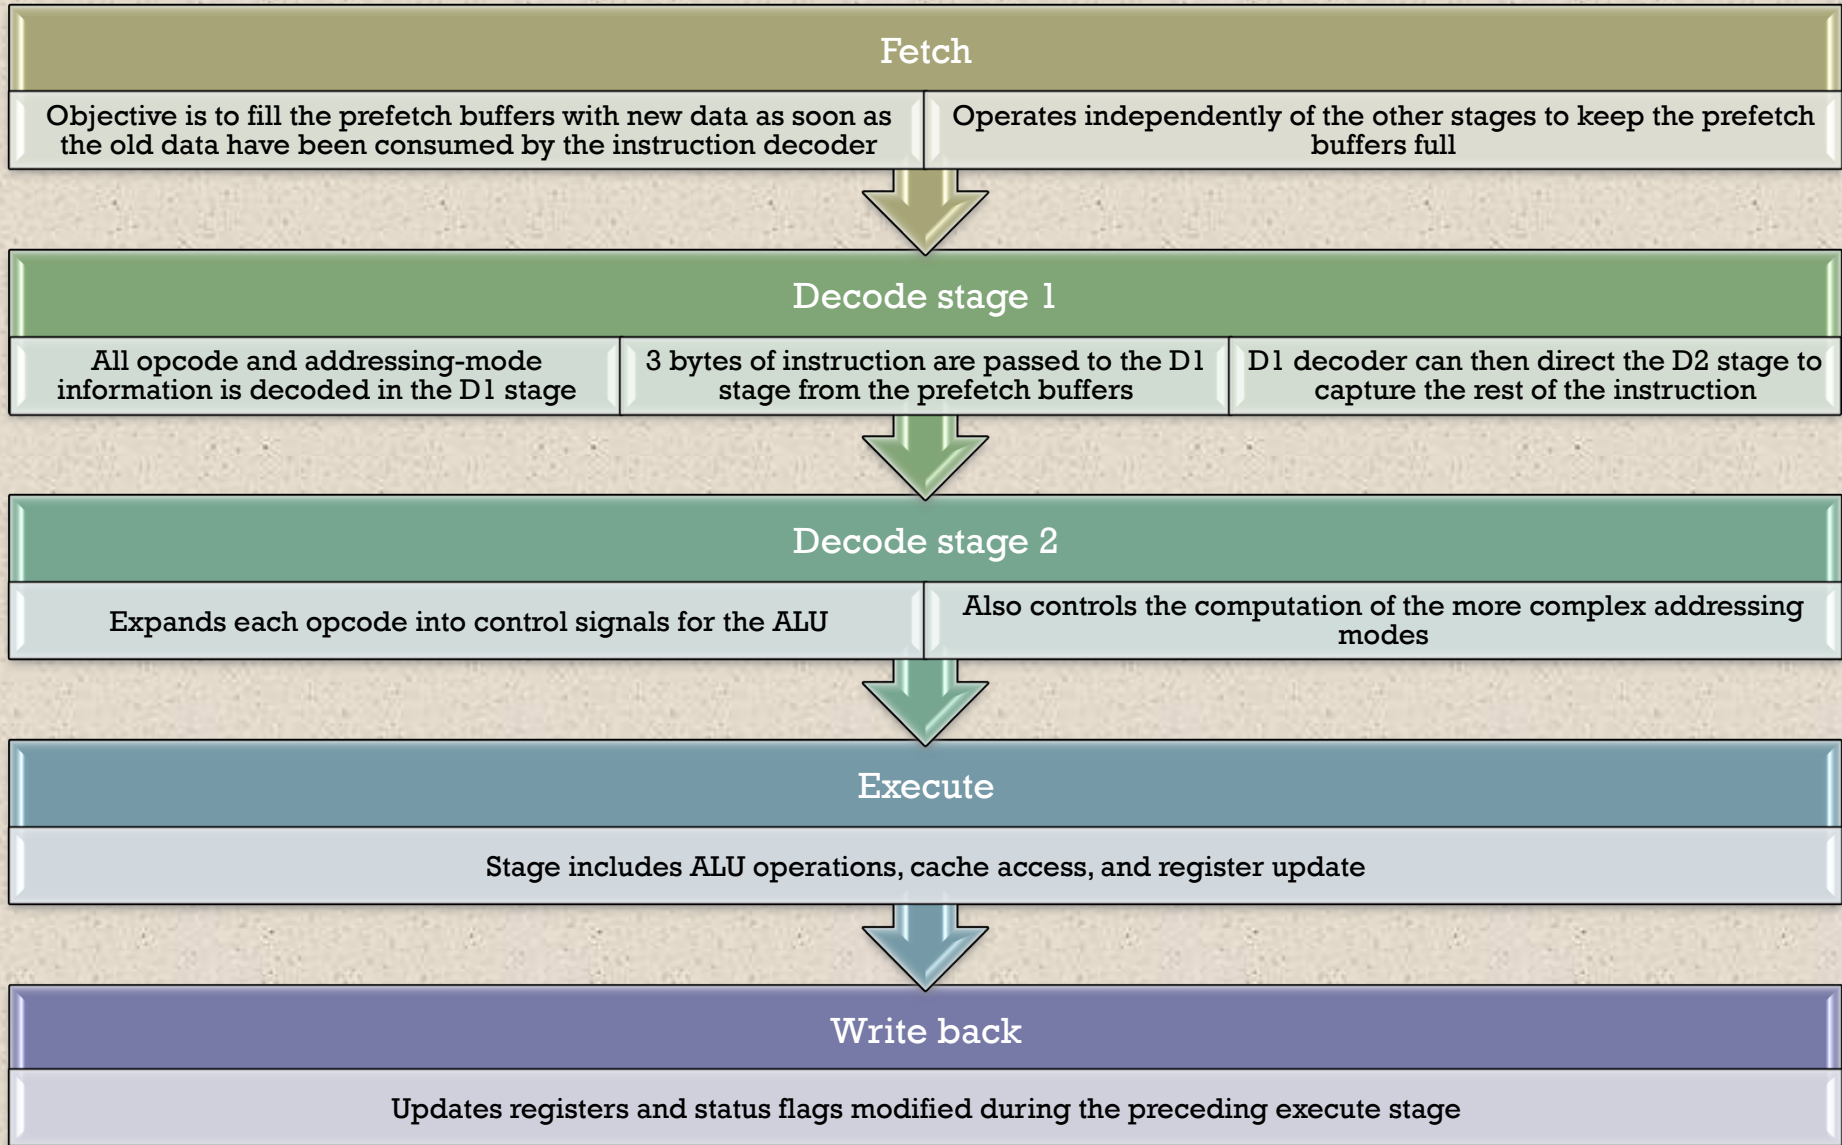 Fetch
Objective is to fill the prefetch buffers with new data as soon as
the old data have been consumed by the instruction decoder
Operates independently of the other stages to keep the prefetch
buffers full
Decode stage 1
All opcode and addressing-mode
information is decoded in the D1 stage
3 bytes of instruction are passed to the D1
stage from the prefetch buffers
D1 decoder can then direct the D2 stage to
capture the rest of the instruction
Decode stage 2
Expands each opcode into control signals for the ALU
Also controls the computation of the more complex addressing
modes
Execute
Stage includes ALU operations, cache access, and register update
Write back
Updates registers and status flags modified during the preceding execute stage